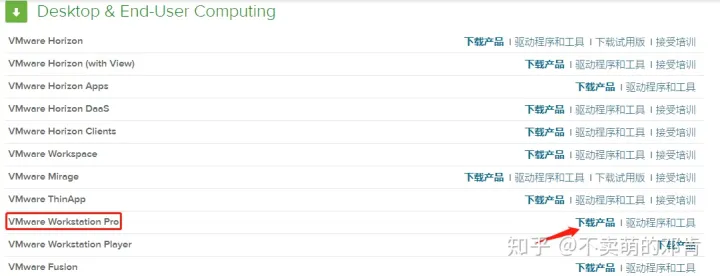 Desktop & End-User Computing
VMware Horizon 下载产品 | 驱动程序和工具 | 下载试用版 | 接受培训
VMware Horizon (with View) 下载产品 | 驱动程序和工具 | 接受培训
VMware Horizon Apps 下载产品 | 驱动程序和工具
VMware Horizon DaaS 下载产品 | 驱动程序和工具 | 接受培训
VMware Horizon Clients 下载产品 | 驱动程序和工具 | 接受培训
VMware Workspace 下载产品 | 驱动程序和工具 | 接受培训
VMware Mirage 下载产品 | 驱动程序和工具 | 下载试用版 | 接受培训
VMware ThinApp 下载产品 | 驱动程序和工具 | 接受培训
VMware Workstation Pro 下载产品 | 驱动程序和工具
VMware Workstation Player 下载产品
VMware Fusion 下载产品 | 驱动程序和工具 | 接受培训
知乎 @不卖萌的邓肯